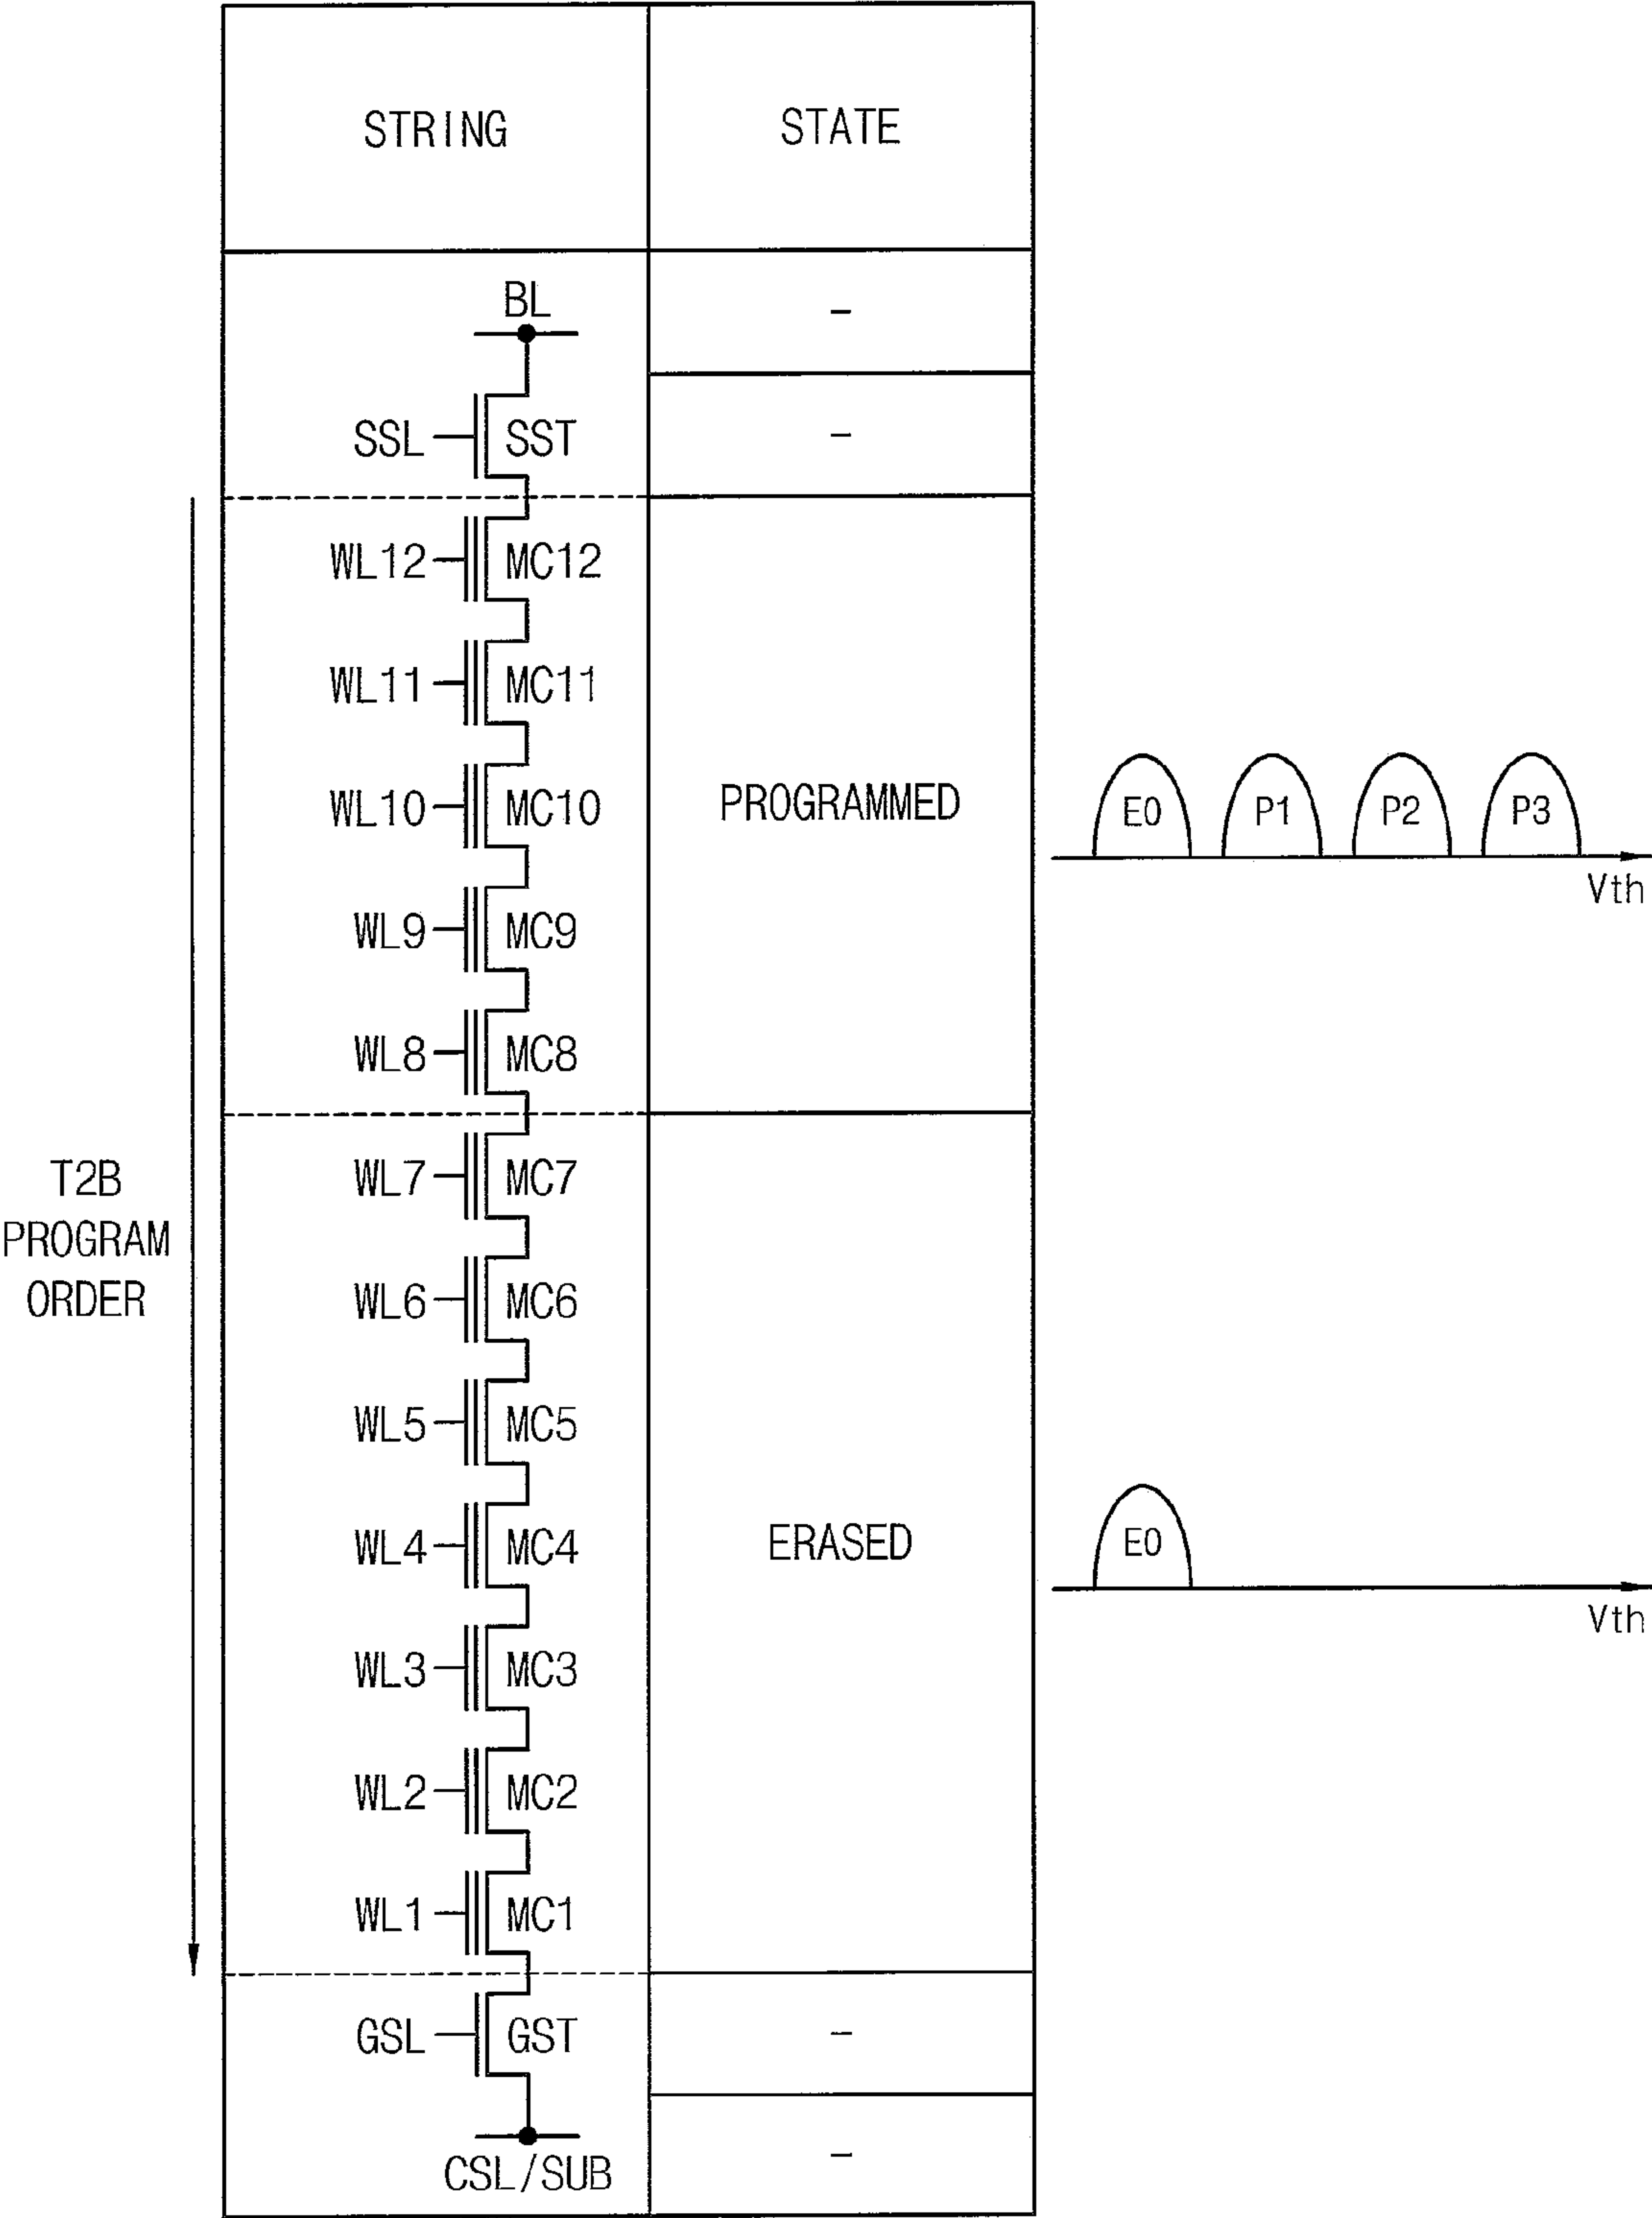 STRING STATE
BL -
SSL SST -
WL12 MC12
WL11 MC11
WL10 MC10 PROGRAMMED E0 P1 P2 P3
Vth
WL9 MC9
WL8 MC8
WL7 MC7
T2B
PROGRAM
ORDER
WL6 MC6
WL5 MC5
WL4 MC4 ERASED E0
Vth
WL3 MC3
WL2 MC2
WL1 MC1
GSL GST -
CSL/SUB -